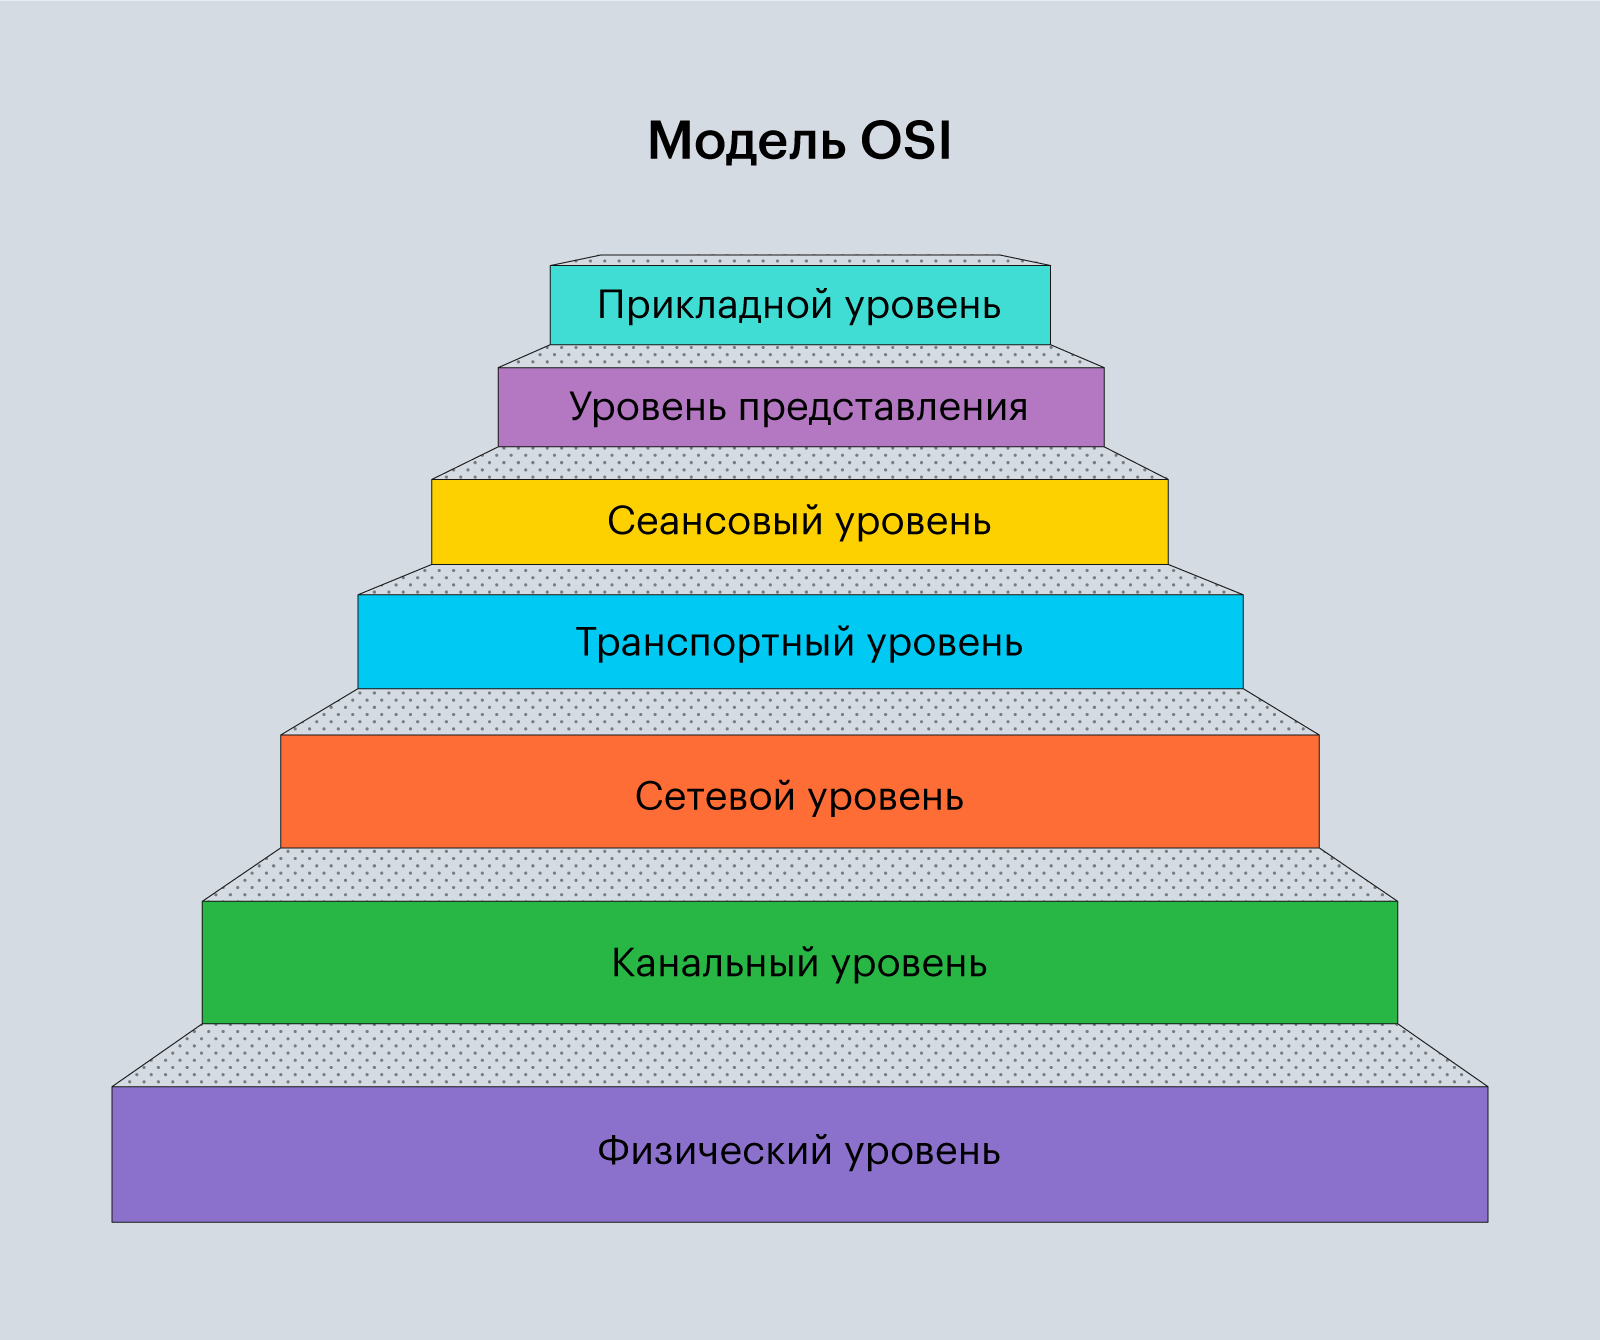 Модель OSI
Прикладной уровень
Уровень представления
Сеансовый уровень
Транспортный уровень
Сетевой уровень
Канальный уровень
Физический уровень